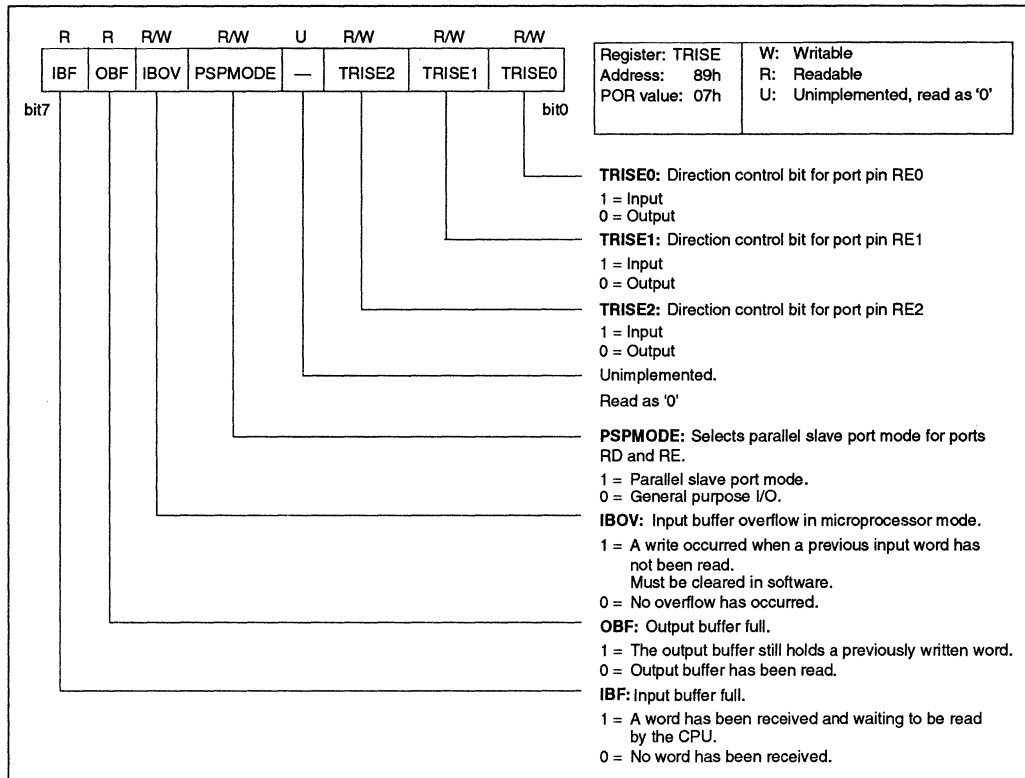 R R R/W R/W U R/W R/W R/W
IBF OBF IBOV PSPMODE — TRISE2 TRISE1 TRISE0
bit7 bit0
Register: TRISE
Address: 89h
POR value: 07h
W: Writable
R: Readable
U: Unimplemented, read as '0'
TRISE0: Direction control bit for port pin RE0
1 = Input
0 = Output
TRISE1: Direction control bit for port pin RE1
1 = Input
0 = Output
TRISE2: Direction control bit for port pin RE2
1 = Input
0 = Output
Unimplemented.
Read as '0'
PSPMODE: Selects parallel slave port mode for ports
RD and RE.
1 = Parallel slave port mode.
0 = General purpose I/O.
IBOV: Input buffer overflow in microprocessor mode.
1 = A write occurred when a previous input word has
not been read.
Must be cleared in software.
0 = No overflow has occurred.
OBF: Output buffer full.
1 = The output buffer still holds a previously written word.
0 = Output buffer has been read.
IBF: Input buffer full.
1 = A word has been received and waiting to be read
by the CPU.
0 = No word has been received.